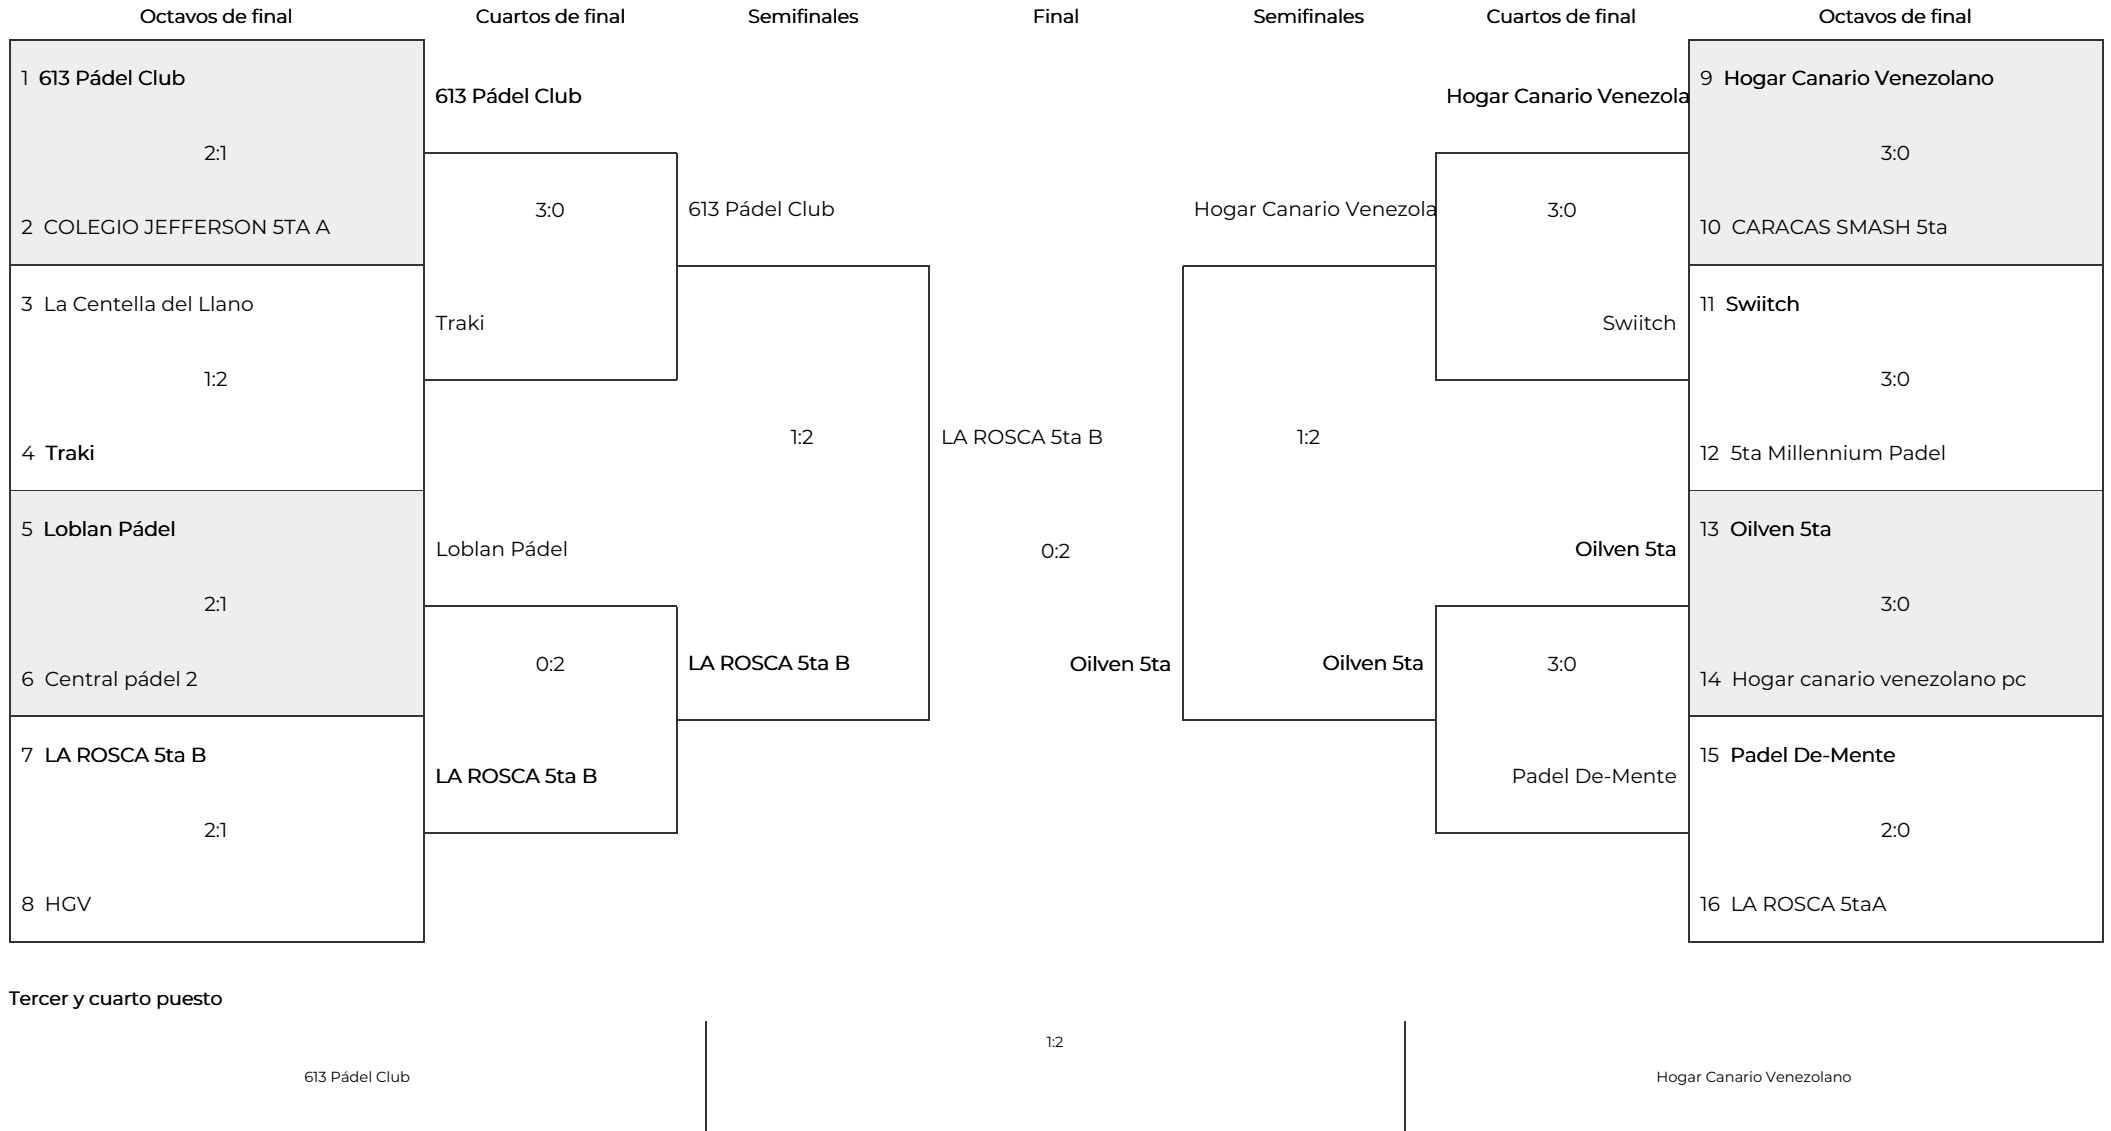 Octavos de final
Cuartos de final
Semifinales
Final
Semifinales
Cuartos de final
Octavos de final
1 613 Pádel Club
2:1
2 COLEGIO JEFFERSON 5TA A
3 La Centella del Llano
1:2
4 Traki
5 Loblan Pádel
2:1
6 Central pádel 2
7 LA ROSCA 5ta B
2:1
8 HGV
613 Pádel Club
3:0
Traki
Loblan Pádel
0:2
LA ROSCA 5ta B
613 Pádel Club
1:2
LA ROSCA 5ta B
LA ROSCA 5ta B
0:2
Oilven 5ta
Hogar Canario Venezola
1:2
Oilven 5ta
Hogar Canario Venezola
3:0
Swiitch
Oilven 5ta
3:0
Padel De-Mente
9 Hogar Canario Venezolano
3:0
10 CARACAS SMASH 5ta
11 Swiitch
3:0
12 5ta Millennium Padel
13 Oilven 5ta
3:0
14 Hogar canario venezolano pc
15 Padel De-Mente
2:0
16 LA ROSCA 5taA
Tercer y cuarto puesto
613 Pádel Club
1:2
Hogar Canario Venezolano